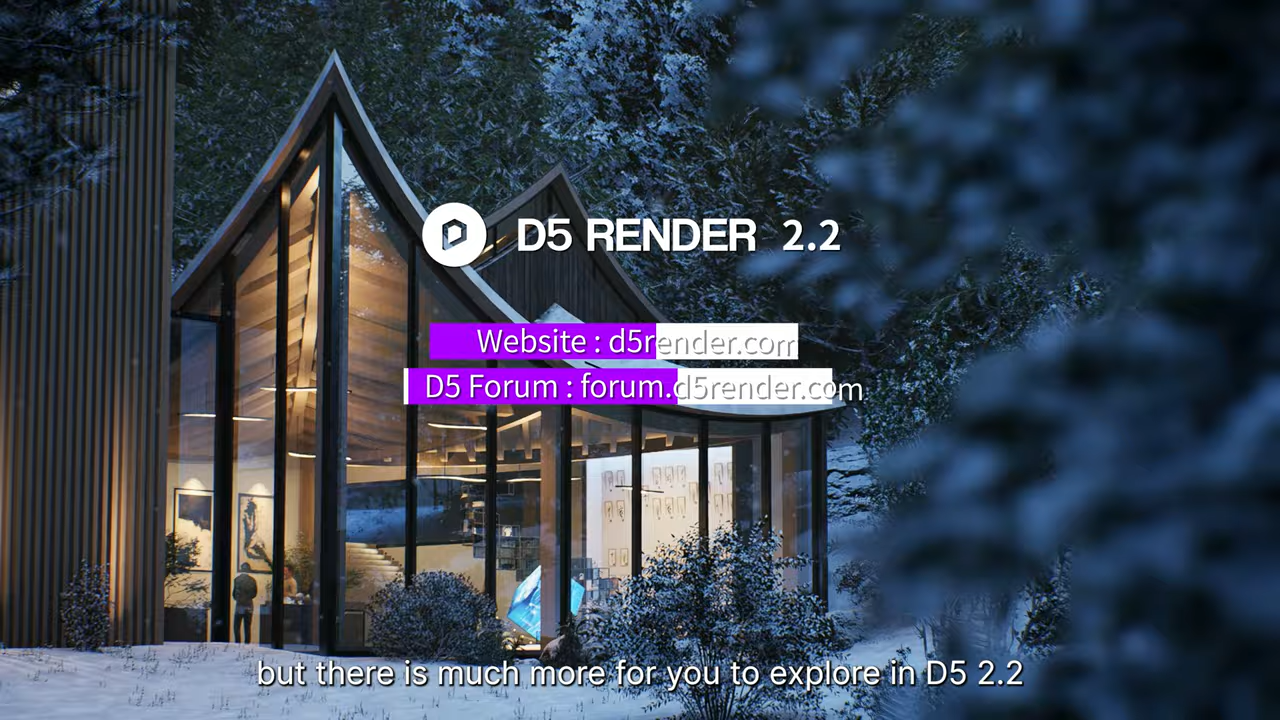 D5 RENDER 2.2
Website : d5render.com
D5 Forum : forum.d5render.com
but there is much more for you to explore in D5 2.2